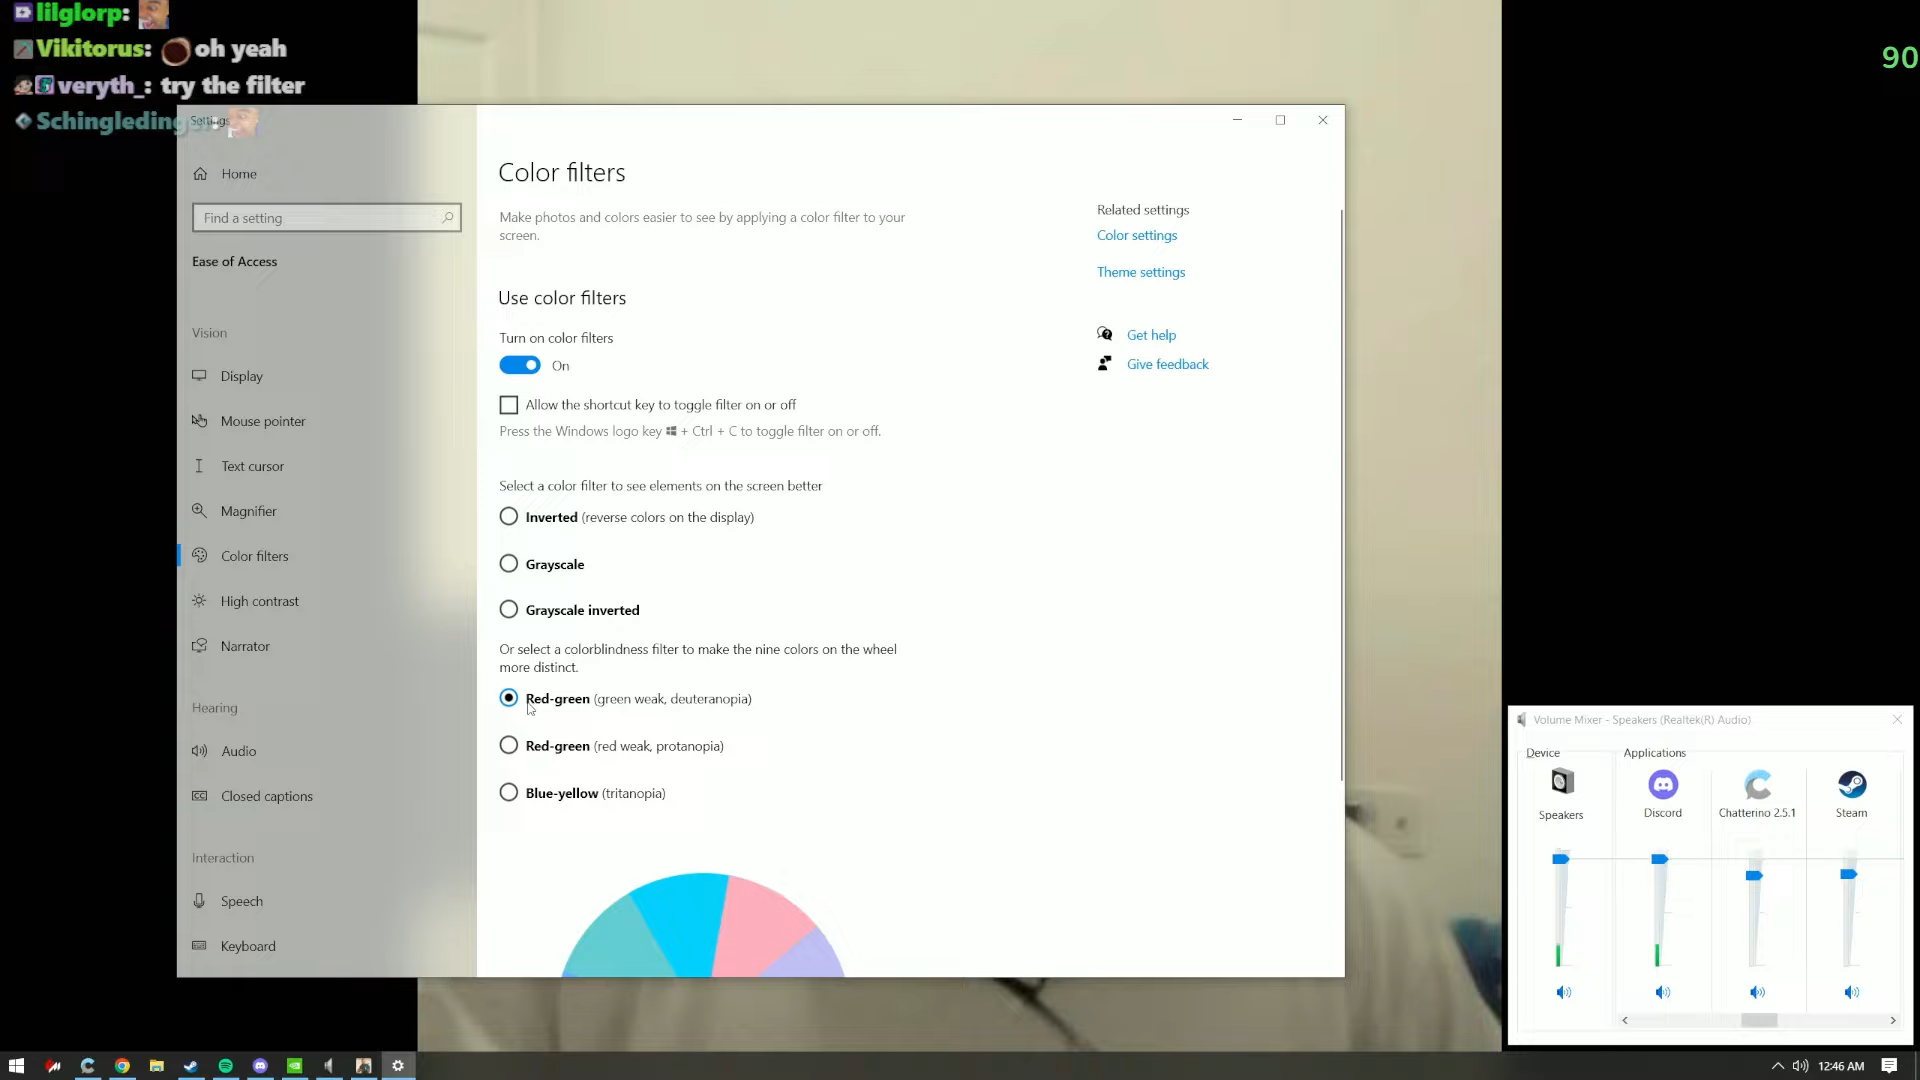 lilglorp:
Vikitorus: oh yeah
veryth_: try the filter
Schingleding
Settings
90
Home
Find a setting
Ease of Access
Vision
Display
Mouse pointer
Text cursor
Magnifier
Color filters
High contrast
Narrator
Hearing
Audio
Closed captions
Interaction
Speech
Keyboard
Color filters
Make photos and colors easier to see by applying a color filter to your
screen.
Use color filters
Turn on color filters
On
Allow the shortcut key to toggle filter on or off
Press the Windows logo key + Ctrl + C to toggle filter on or off.
Select a color filter to see elements on the screen better
Inverted (reverse colors on the display)
Grayscale
Grayscale inverted
Or select a colorblindness filter to make the nine colors on the wheel
more distinct.
Red-green (green weak, deuteranopia)
Red-green (red weak, protanopia)
Blue-yellow (tritanopia)
Related settings
Color settings
Theme settings
Get help
Give feedback
Volume Mixer - Speakers (Realtek(R) Audio)
Device
Applications
Speakers
Discord
Chatterino 2.5.1
Steam
12:46 AM